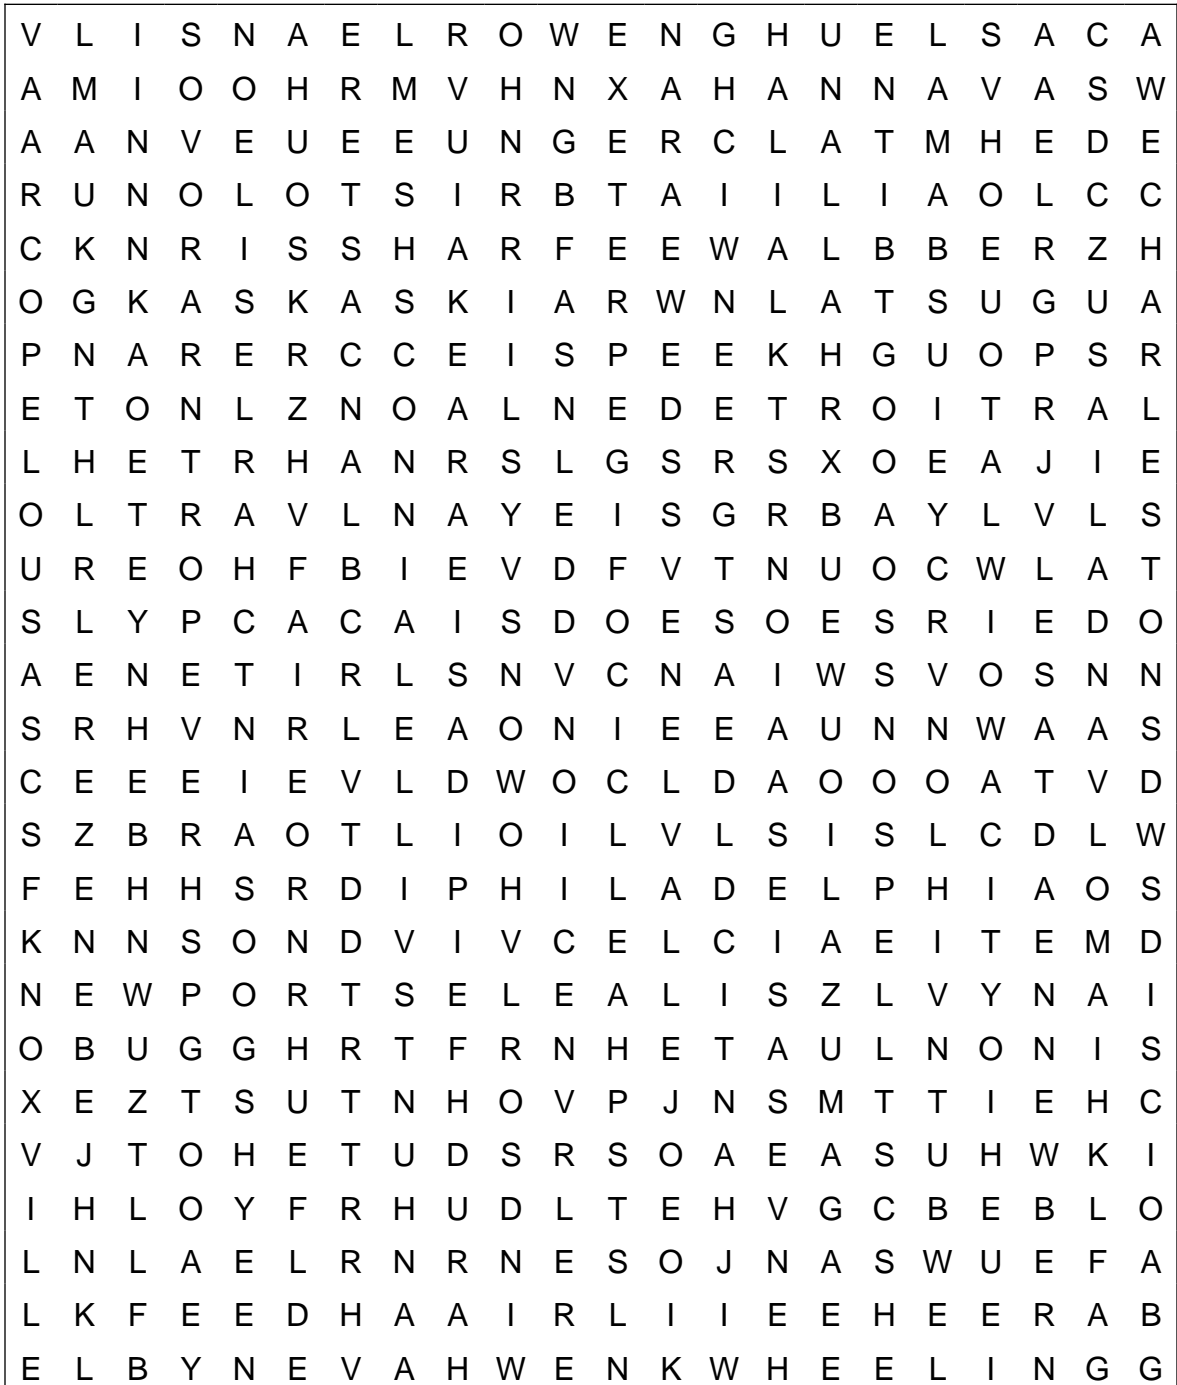 V L I S N A E L R O W E N G H U E L S A C A
A M I O O H R M V H N X A H A N N A V A S W
A A N V E U E E U N G E R C L A T M H E D E
R U N O L O T S I R B T A I I L I A O L C C
C K N R I S S H A R F E E W A L B B E R Z H
O G K A S K A S K I A R W N L A T S U G U A
P N A R E R C C E I S P E E K H G U O P S R
E T O N L Z N O A L N E D E T R O I T R A L
L H E T R H A N R S L G S R S X O E A J I E
O L T R A V L N A Y E I S G R B A Y L V L S
U R E O H F B I E V D F V T N U O C W L A T
S L Y P C A C A I S D O E S O E S R I E D O
A E N E T I R L S N V C N A I W S V O S N N
S R H V N R L E A O N I E E A U N N W A A S
C E E E I E V L D W O C L D A O O O A T V D
S Z B R A O T L I O I L V L S I S L C D L W
F E H H S R D I P H I L A D E L P H I A O S
K N N S O N D V I V C E L C I A E I T E M D
N E W P O R T S E L E A L I S Z L V Y N A I
O B U G G H R T F R N H E T A U L N O N I S
X E Z T S U T N H O V P J N S M T T I E H C
V J T O H E T U D S R S O A E A S U H W K I
I H L O Y F R H U D L T E H V G C B E B L O
L N L A E L R N R N E S O J N A S W U E F A
L K F E E D H A A I R L I I E E H E E R A B
E L B Y N E V A H W E N K W H E E L I N G G